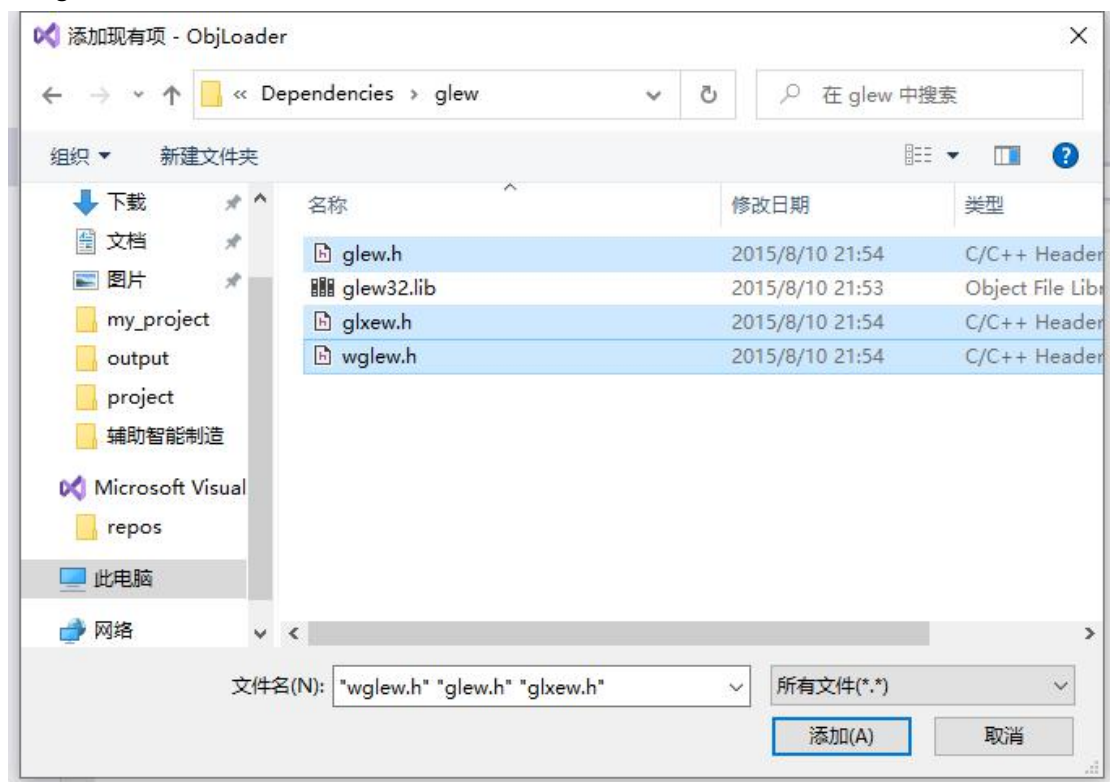 添加现有项 - ObjLoader
« Dependencies › glew
在 glew 中搜索
组织 新建文件夹
下载
文档
图片
my_project
output
project
辅助智能制造
Microsoft Visual
repos
此电脑
网络
名称 修改日期 类型
glew.h 2015/8/10 21:54 C/C++ Header
glew32.lib 2015/8/10 21:53 Object File Libr
glxew.h 2015/8/10 21:54 C/C++ Header
wglew.h 2015/8/10 21:54 C/C++ Header
文件名(N): "wglew.h" "glew.h" "glxew.h" 所有文件(*.*)
添加(A) 取消